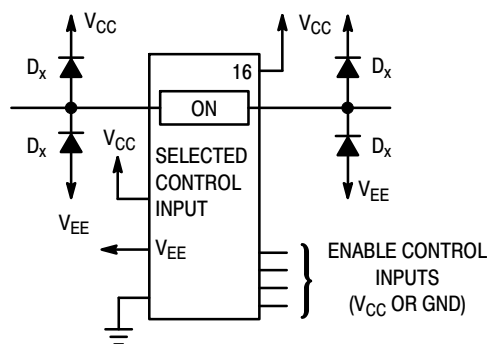 VCC
VCC
VCC
Dx
16
Dx
ON
Dx
VCC
SELECTED
CONTROL
INPUT
Dx
VEE
VEE
VEE
ENABLE CONTROL
INPUTS
(VCC OR GND)